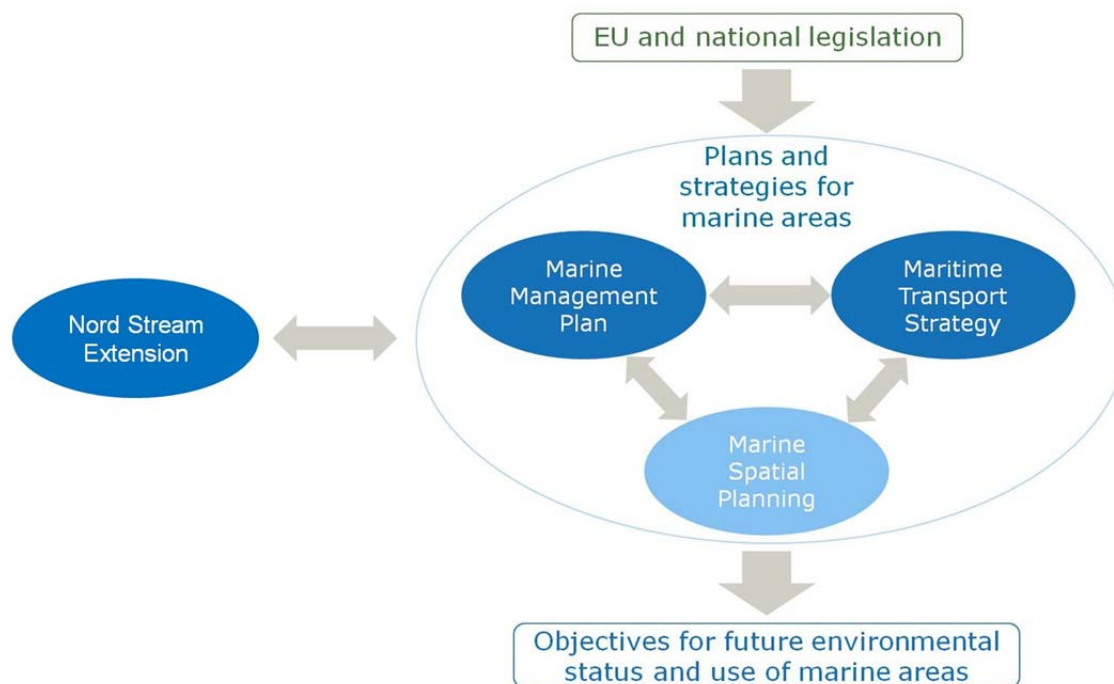 EU and national legislation
Plans and
strategies for
marine areas
Marine
Management
Plan
Maritime
Transport
Strategy
Nord Stream
Extension
Marine
Spatial
Planning
Objectives for future environmental
status and use of marine areas